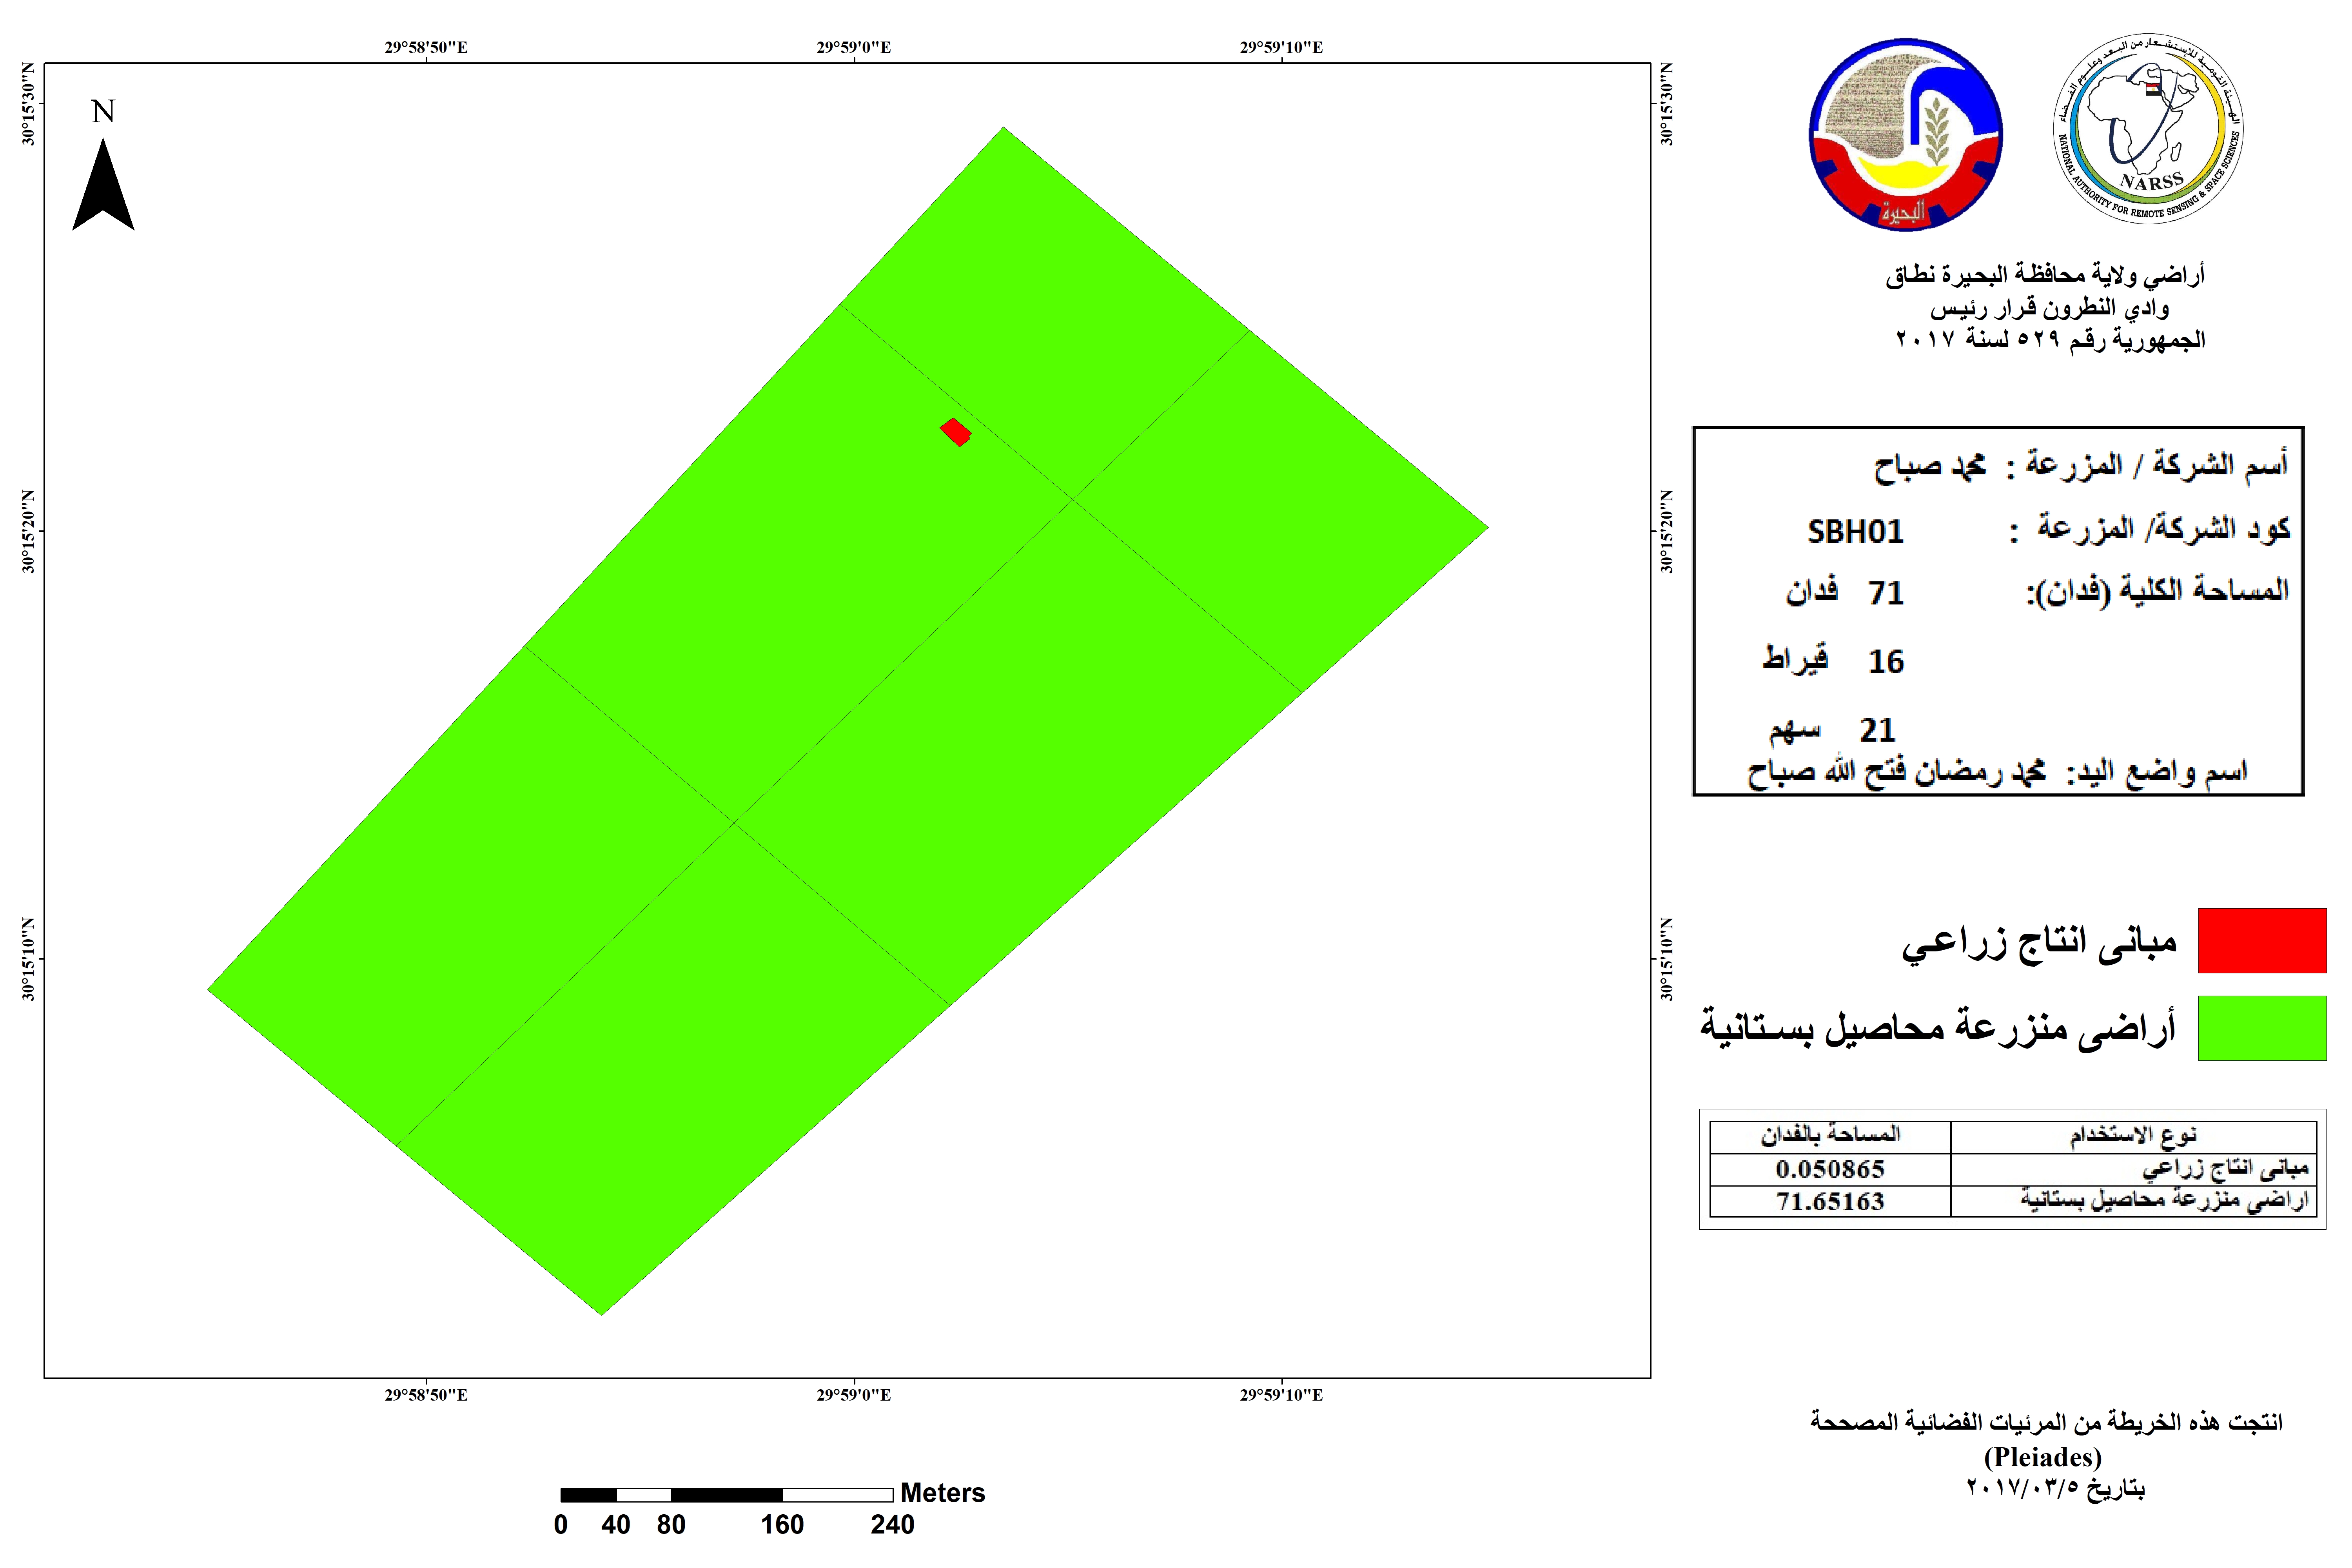 29°58'50"E
29°59'0"E
29°59'10"E
30°15'30"N
30°15'30"N
N
30°15'20"N
30°15'20"N
30°15'10"N
30°15'10"N
29°58'50"E
29°59'0"E
29°59'10"E
Meters
0 40 80 160 240
البحيرة
الهيئة القومية للإستشعار من البعد وعلوم الفضاء
NARSS
NATIONAL AUTHORITY FOR REMOTE SENSING & SPACE SCIENCES
أراضي ولاية محافظة البحيرة نطاق
وادي النطرون قرار رئيس
الجمهورية رقم ٥٢٩ لسنة ٢٠١٧
أسم الشركة / المزرعة : محمد صباح
كود الشركة/ المزرعة : SBH01
المساحة الكلية (فدان): 71 فدان
16 قيراط
21 سهم
اسم واضع اليد: محمد رمضان فتح الله صباح
مبانى انتاج زراعي
أراضى منزرعة محاصيل بستانية
نوع الاستخدام المساحة بالفدان
مبانى انتاج زراعي 0.050865
اراضى منزرعة محاصيل بستانية 71.65163
انتجت هذه الخريطة من المرئيات الفضائية المصححة
(Pleiades)
بتاريخ ٢٠١٧/٠٣/٥